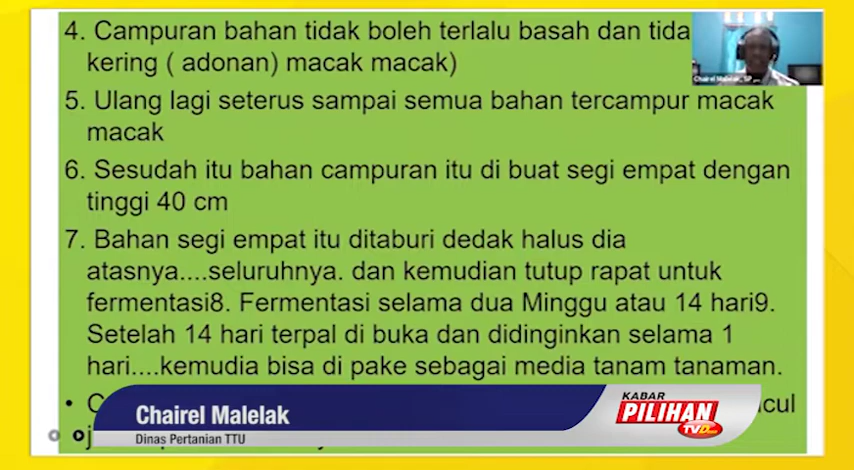 4. Campuran bahan tidak boleh terlalu basah dan
kering ( adonan) macak macak)
Chairel Malelak, SP
5. Ulang lagi seterus sampai semua bahan tercampur macak
macak
6. Sesudah itu bahan campuran itu di buat segi empat dengan
tinggi 40 cm
7. Bahan segi empat itu ditaburi dedak halus dia
atasnya....seluruhnya. dan kemudian tutup rapat untuk
fermentasi8. Fermentasi selama dua Minggu atau 14 hari9.
Setelah 14 hari terpal di buka dan didinginkan selama 1
hari....kemudia bisa di pake sebagai media tanam tanaman.
Chairel Malelak
Dinas Pertanian TTU
KABAR
PILIHAN